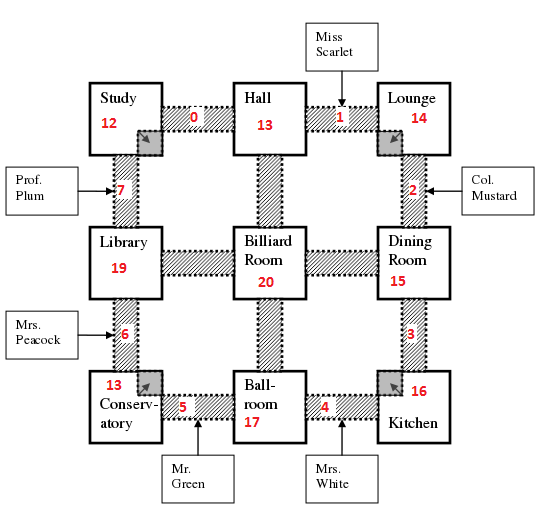 Miss
Scarlet
Study
Hall
Lounge
12
0
13
1
14
Prof.
Plum
7
2
Col.
Mustard
Library
Billiard
Room
Dining
Room
19
20
15
Mrs.
Peacock
6
3
13
Conserv-
atory
5
Ball-
room
17
4
16
Kitchen
Mr.
Green
Mrs.
White